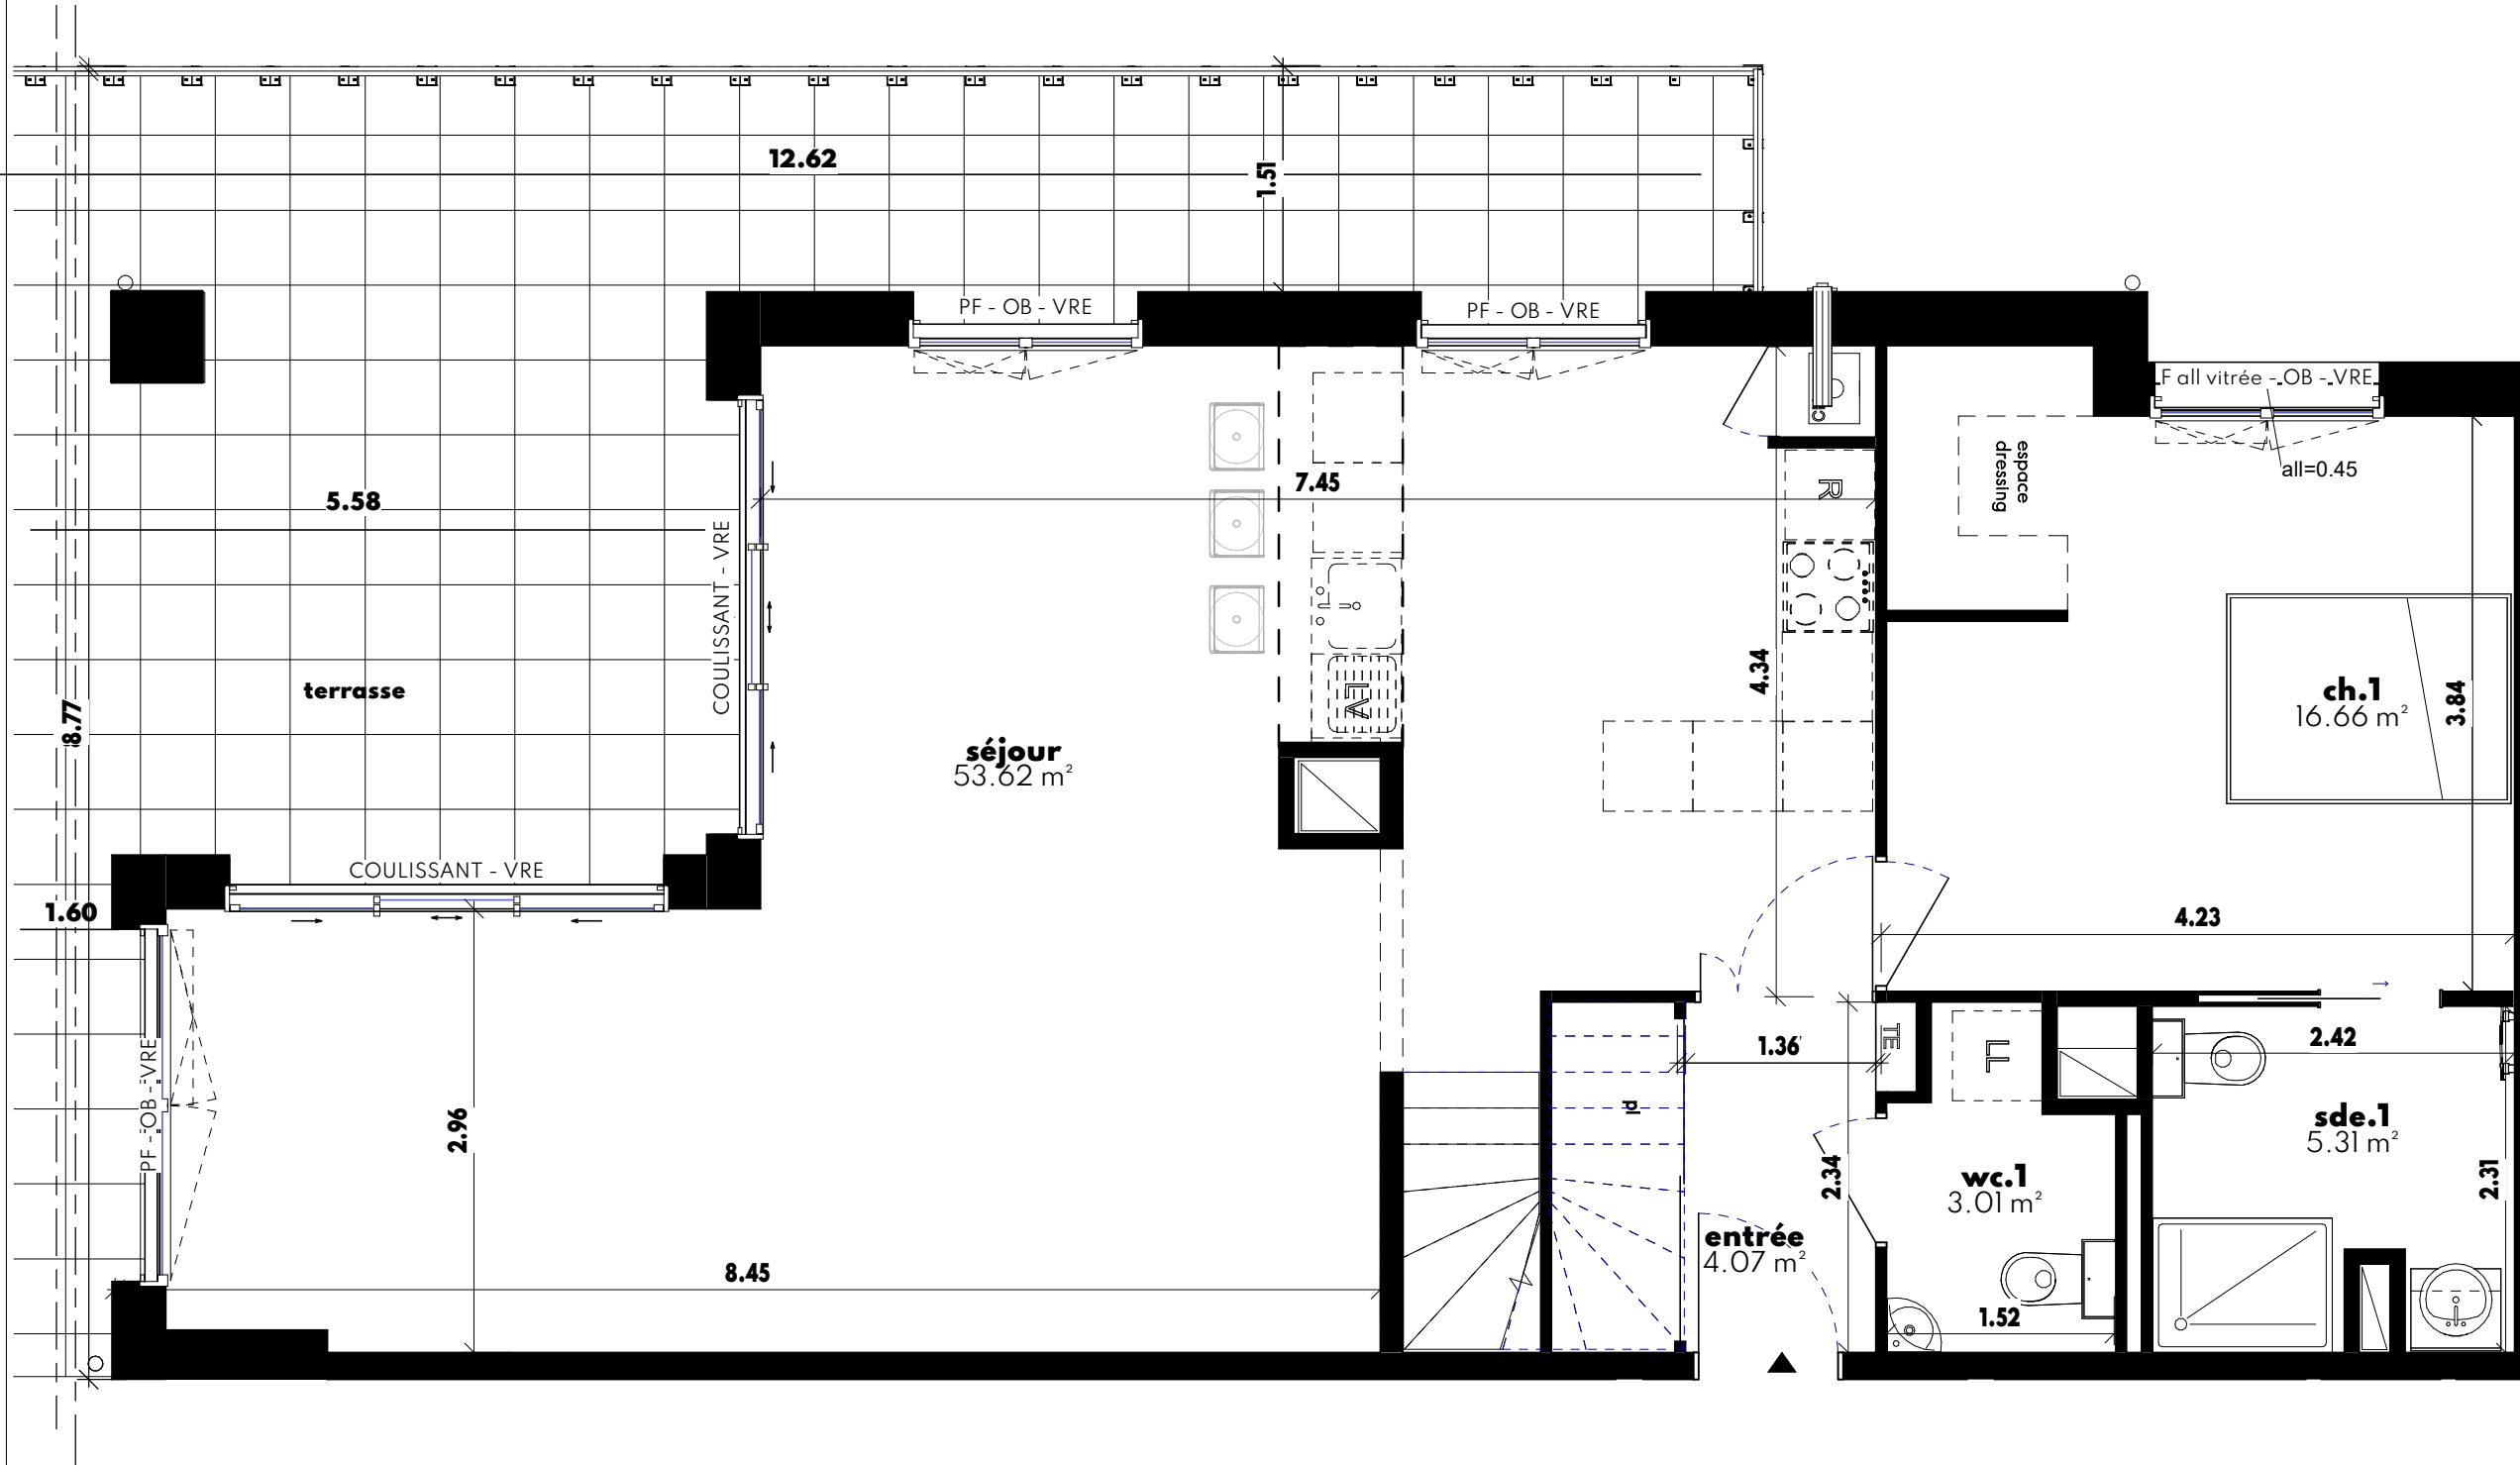 12.62
1.51
PF - OB - VRE
PF - OB - VRE
F all vitrée - OB - VRE
all=0.45
espace
dressing
R
7.45
5.58
COULISSANT - VRE
terrasse
8.77
séjour
53.62 m²
LV
4.34
ch.1
16.66 m²
3.84
COULISSANT - VRE
1.60
4.23
PF - OB - VRE
2.96
8.45
pl
1.36
TE
LL
2.42
sde.1
5.31 m²
2.31
2.34
wc.1
3.01 m²
entrée
4.07 m²
1.52